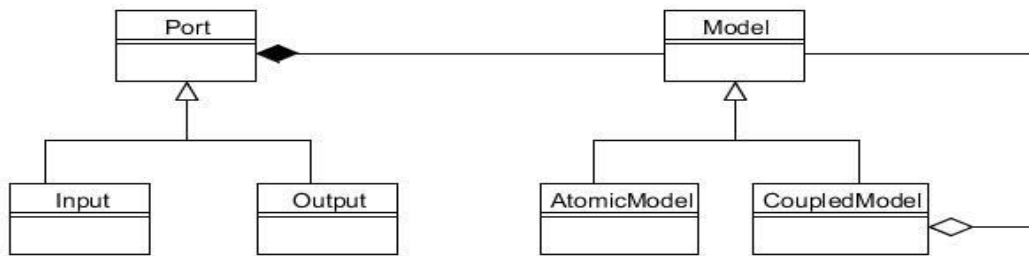 Port
Model
Input
Output
AtomicModel
CoupledModel